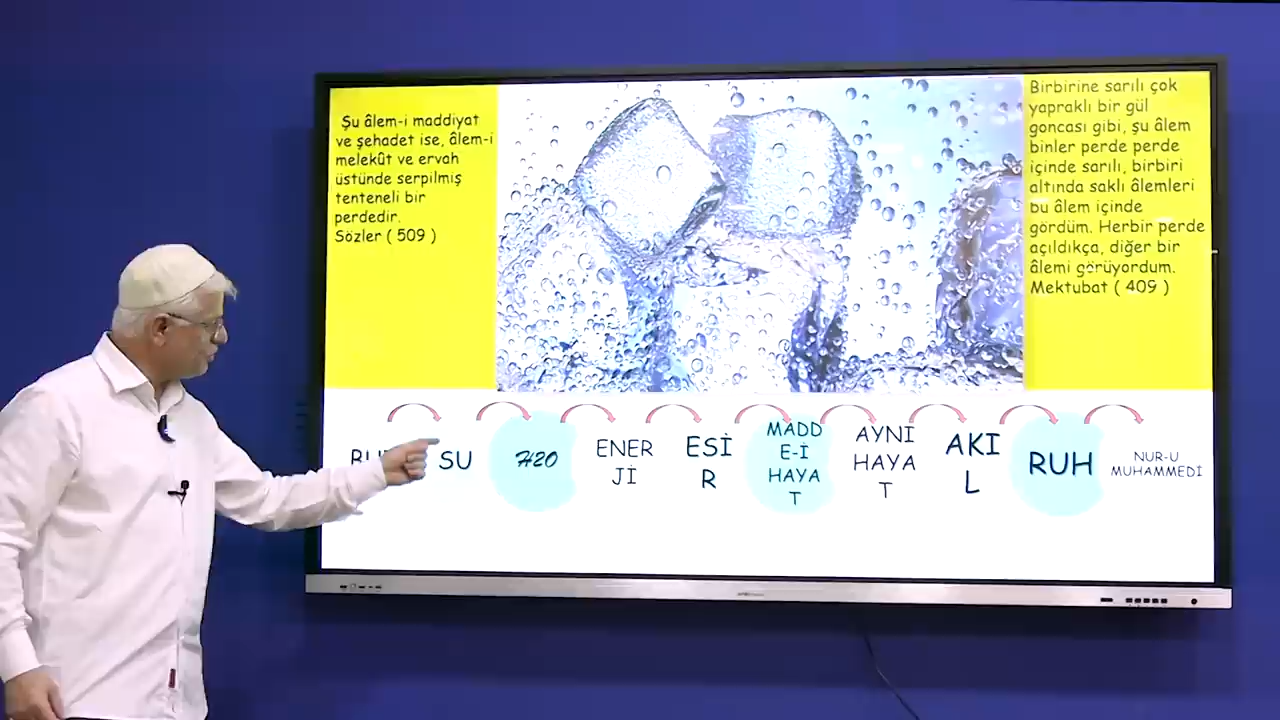 Şu âlem-i maddiyat
ve şehadet ise, âlem-i
melekût ve ervah
üstünde serpilmiş
tenteneli bir
perdedir.
Sözler ( 509 )
Birbirine sarılı çok
yapraklı bir gül
goncası gibi, şu âlem
binler perde perde
içinde sarılı, birbiri
altında saklı âlemleri
bu âlem içinde
gördüm. Herbir perde
açıldıkça, diğer bir
âlemi görüyordum.
Mektubat ( 409 )
SU
H2O
ENER
Jİ
ESİ
R
MADD
E-İ
HAYA
T
AYNI
HAYA
T
AKI
L
RUH
NUR-U
MUHAMMEDİ